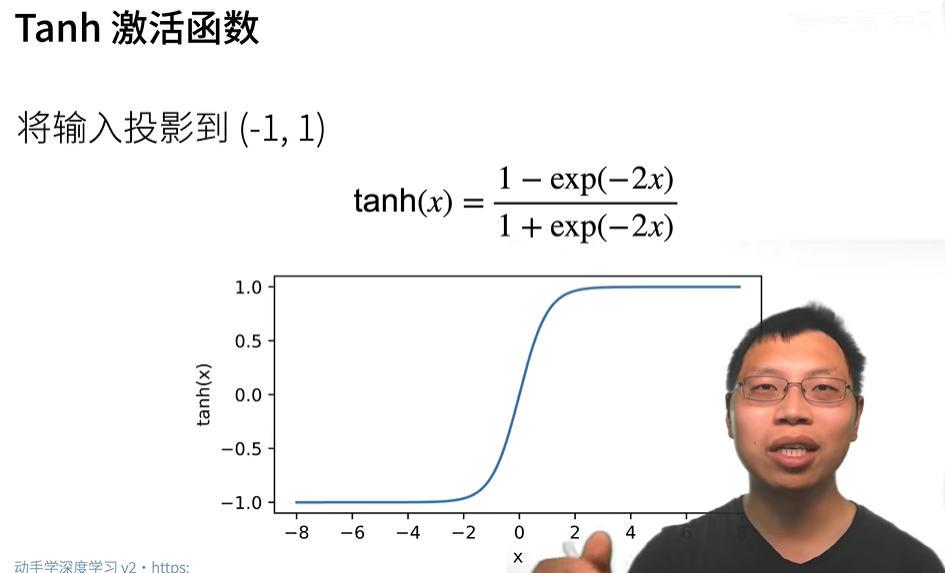 Tanh 激活函数
将输入投影到 (-1, 1)
tanh(x) = \frac{1 − exp(−2x)}{1 + exp(−2x)}
1.0
0.5
0.0
−0.5
−1.0
tanh(x)
−8 −6 −4 −2 0 2 4 6 8
x
动手学深度学习 v2 • https: